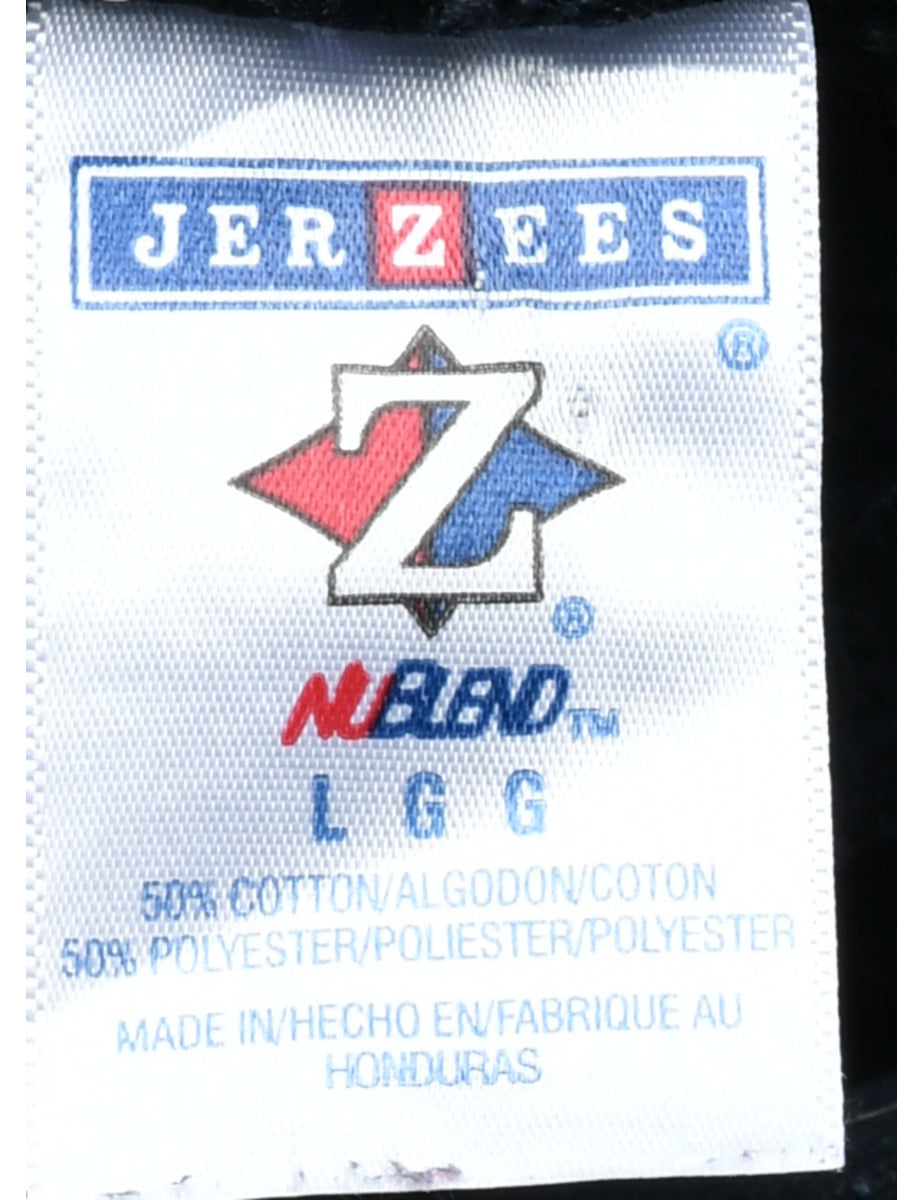 JERZEES
®
Z
®
NUBLEND™
L G G
50% COTTON/ALGODON/COTON
50% POLYESTER/POLIESTER/POLYESTER
MADE IN/HECHO EN/FABRIQUE AU
HONDURAS